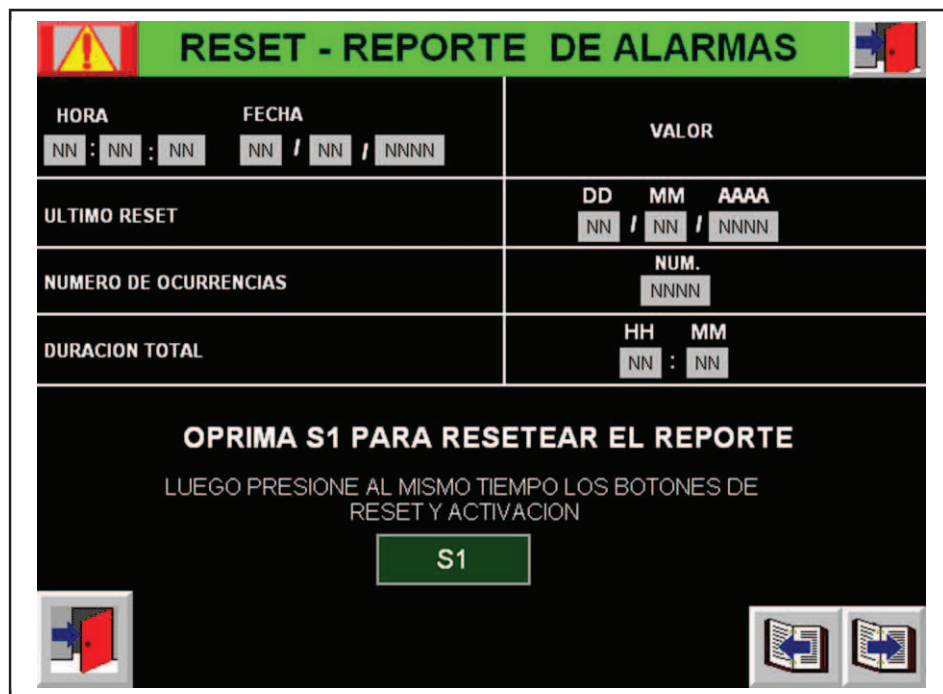 RESET - REPORTE DE ALARMAS
HORA FECHA
NN : NN : NN NN / NN / NNNN
VALOR
ULTIMO RESET
DD MM AAAA
NN / NN / NNNN
NUMERO DE OCURRENCIAS
NUM.
NNNN
DURACION TOTAL
HH MM
NN : NN
OPRIMA S1 PARA RESETEAR EL REPORTE
LUEGO PRESIONE AL MISMO TIEMPO LOS BOTONES DE
RESET Y ACTIVACION
S1